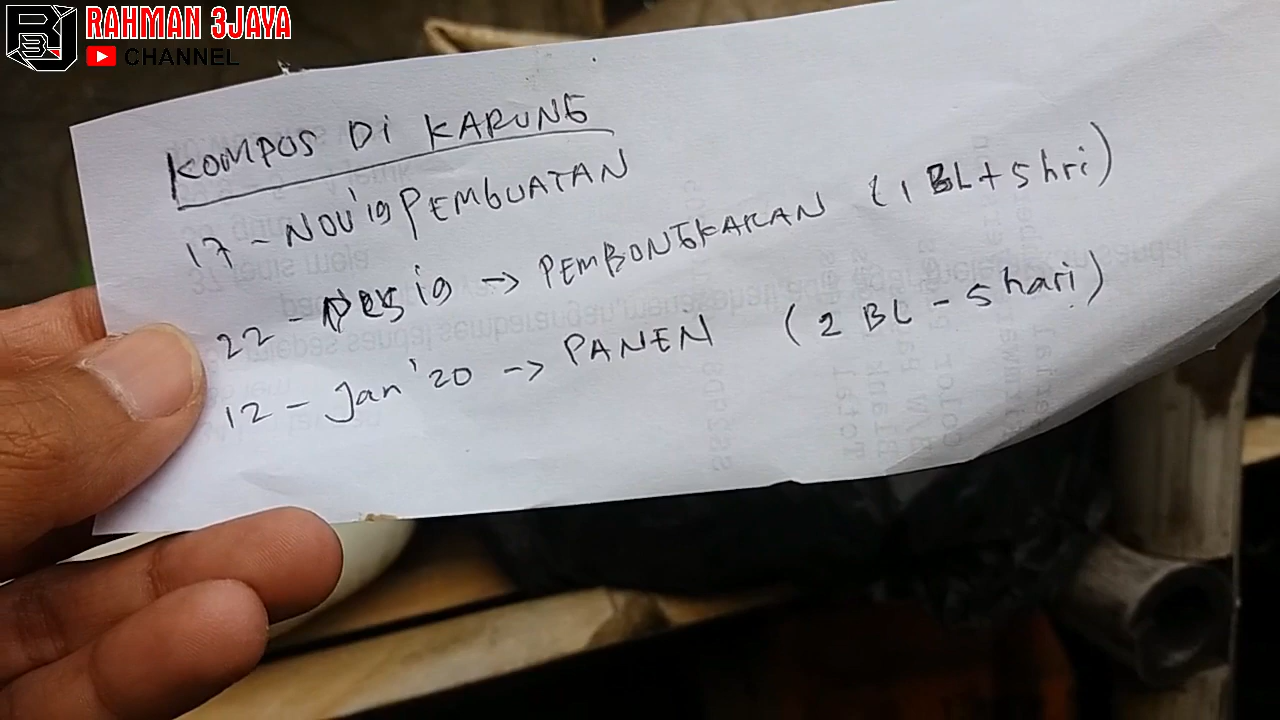 RAHMAN 3JAYA
CHANNEL
KOMPOS Di KARUNG
17 - NOV'19 PEMBUATAN
22 - Des 19 -> PEMBONGKARAN (1 BL + 5 hri)
12 - Jan '20 -> PANEN (2 BL - 5 hari)